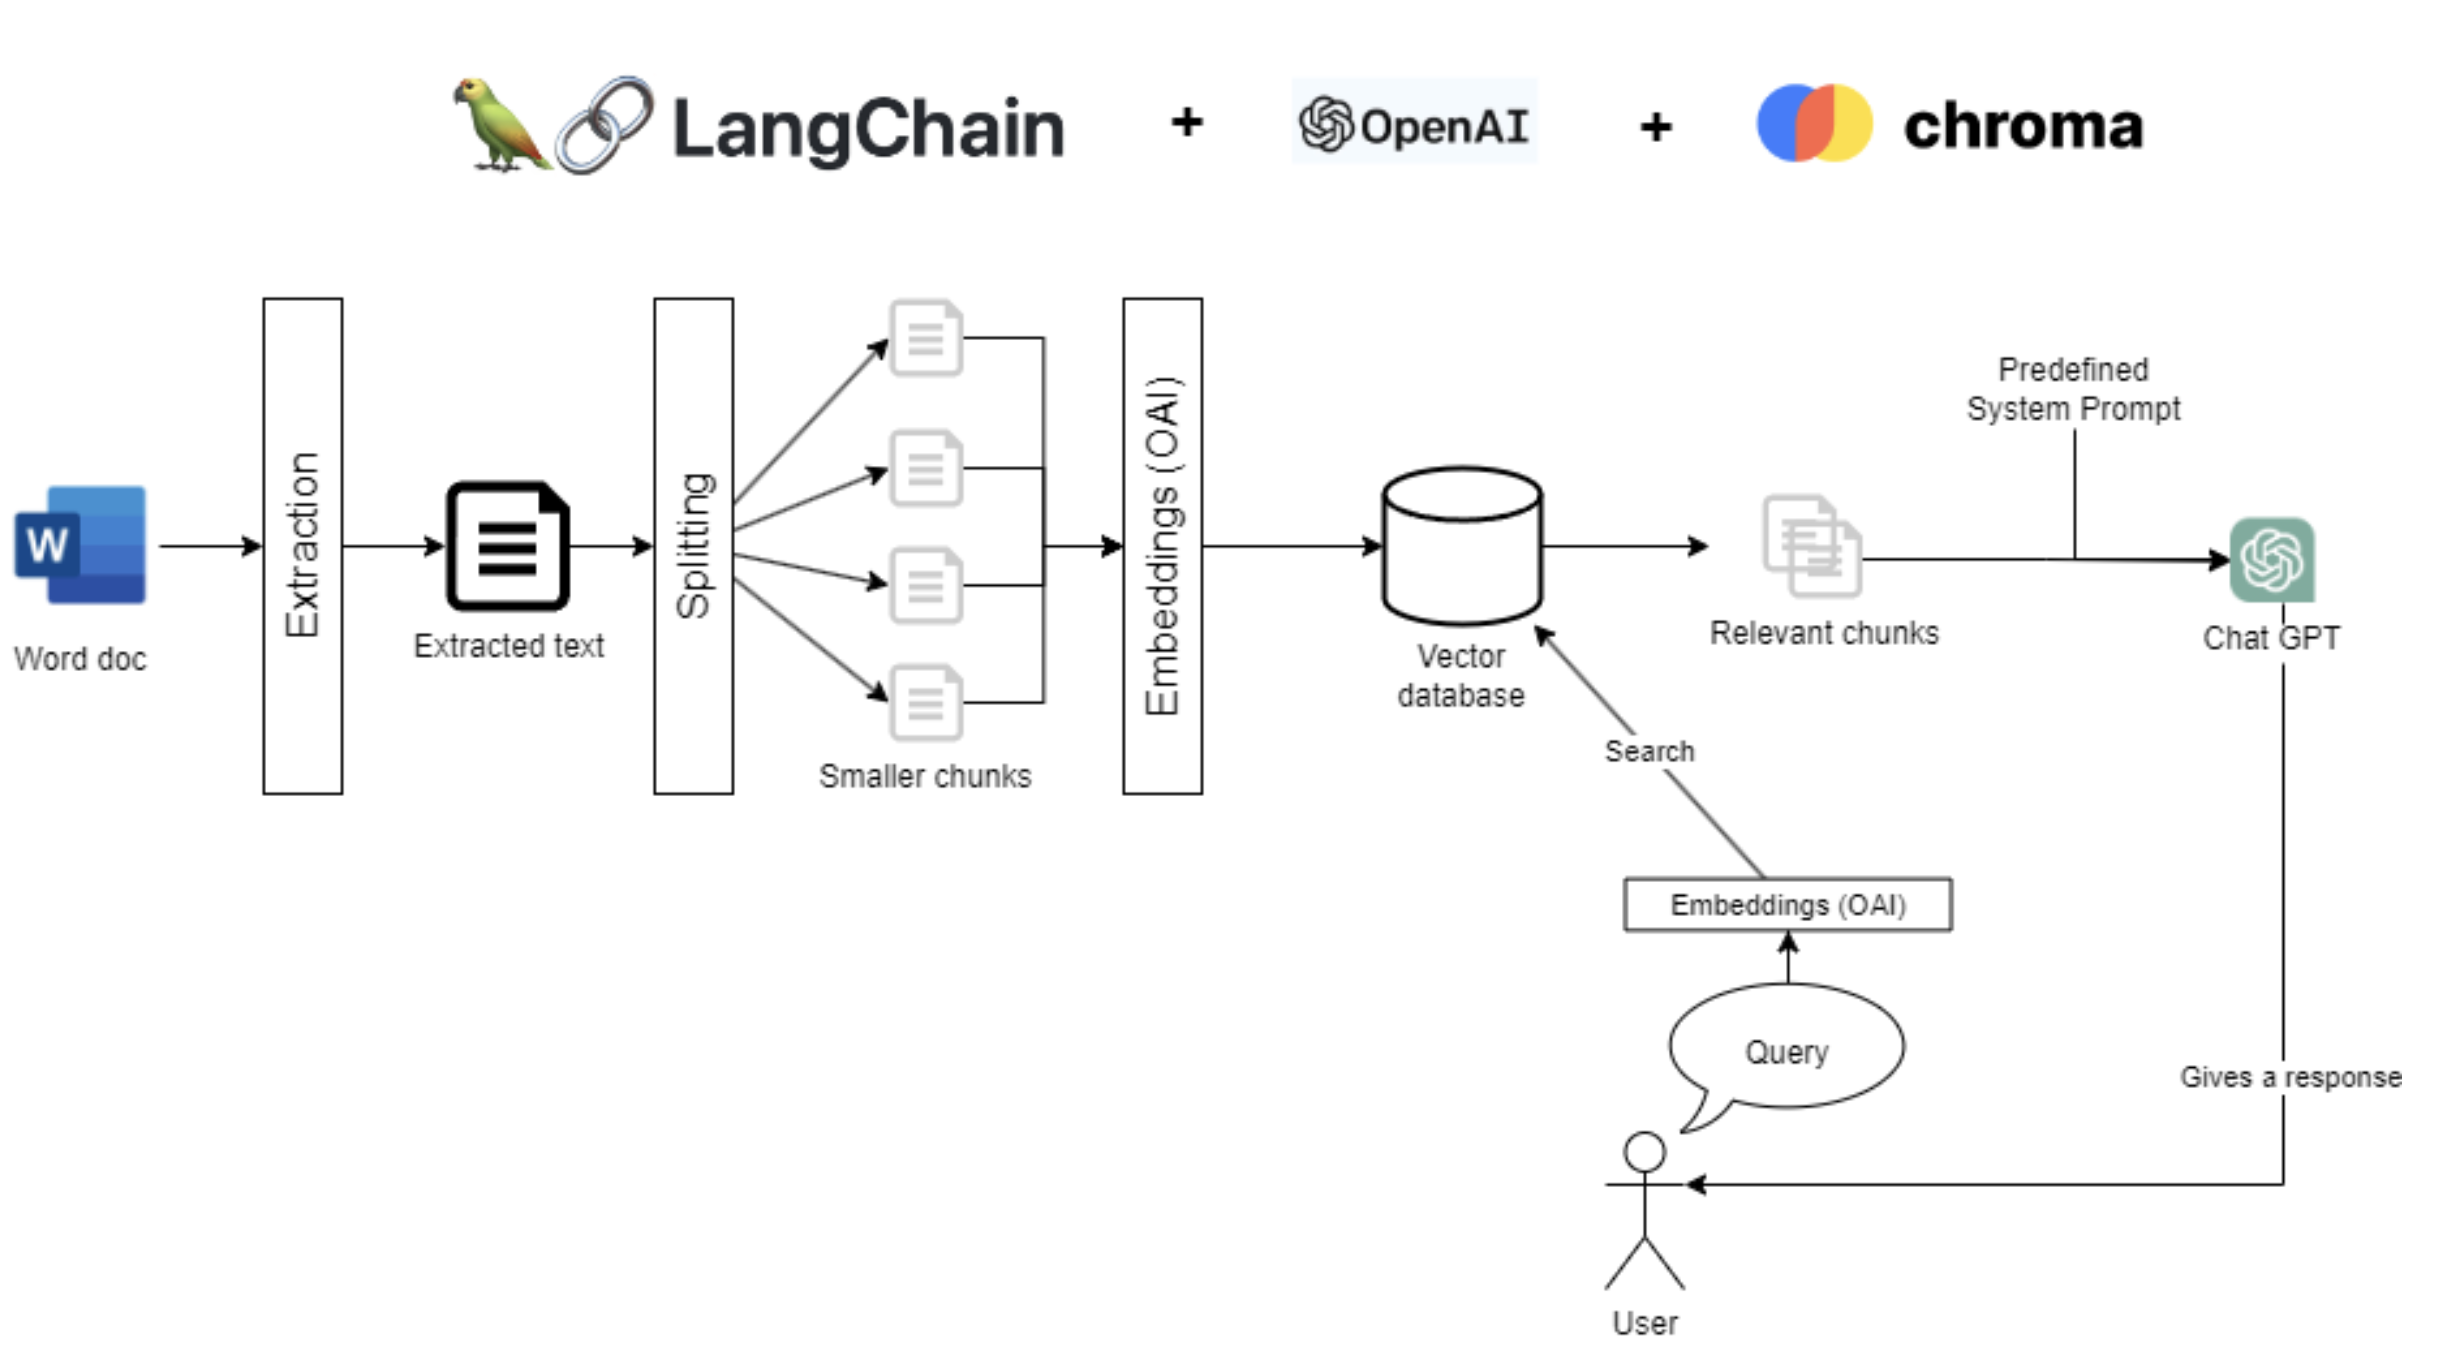 LangChain + OpenAI + chroma
Extraction
Splitting
Embeddings (OAI)
Predefined
System Prompt
W
Word doc
Extracted text
Smaller chunks
Vector
database
Relevant chunks
Chat GPT
Search
Embeddings (OAI)
Query
Gives a response
User